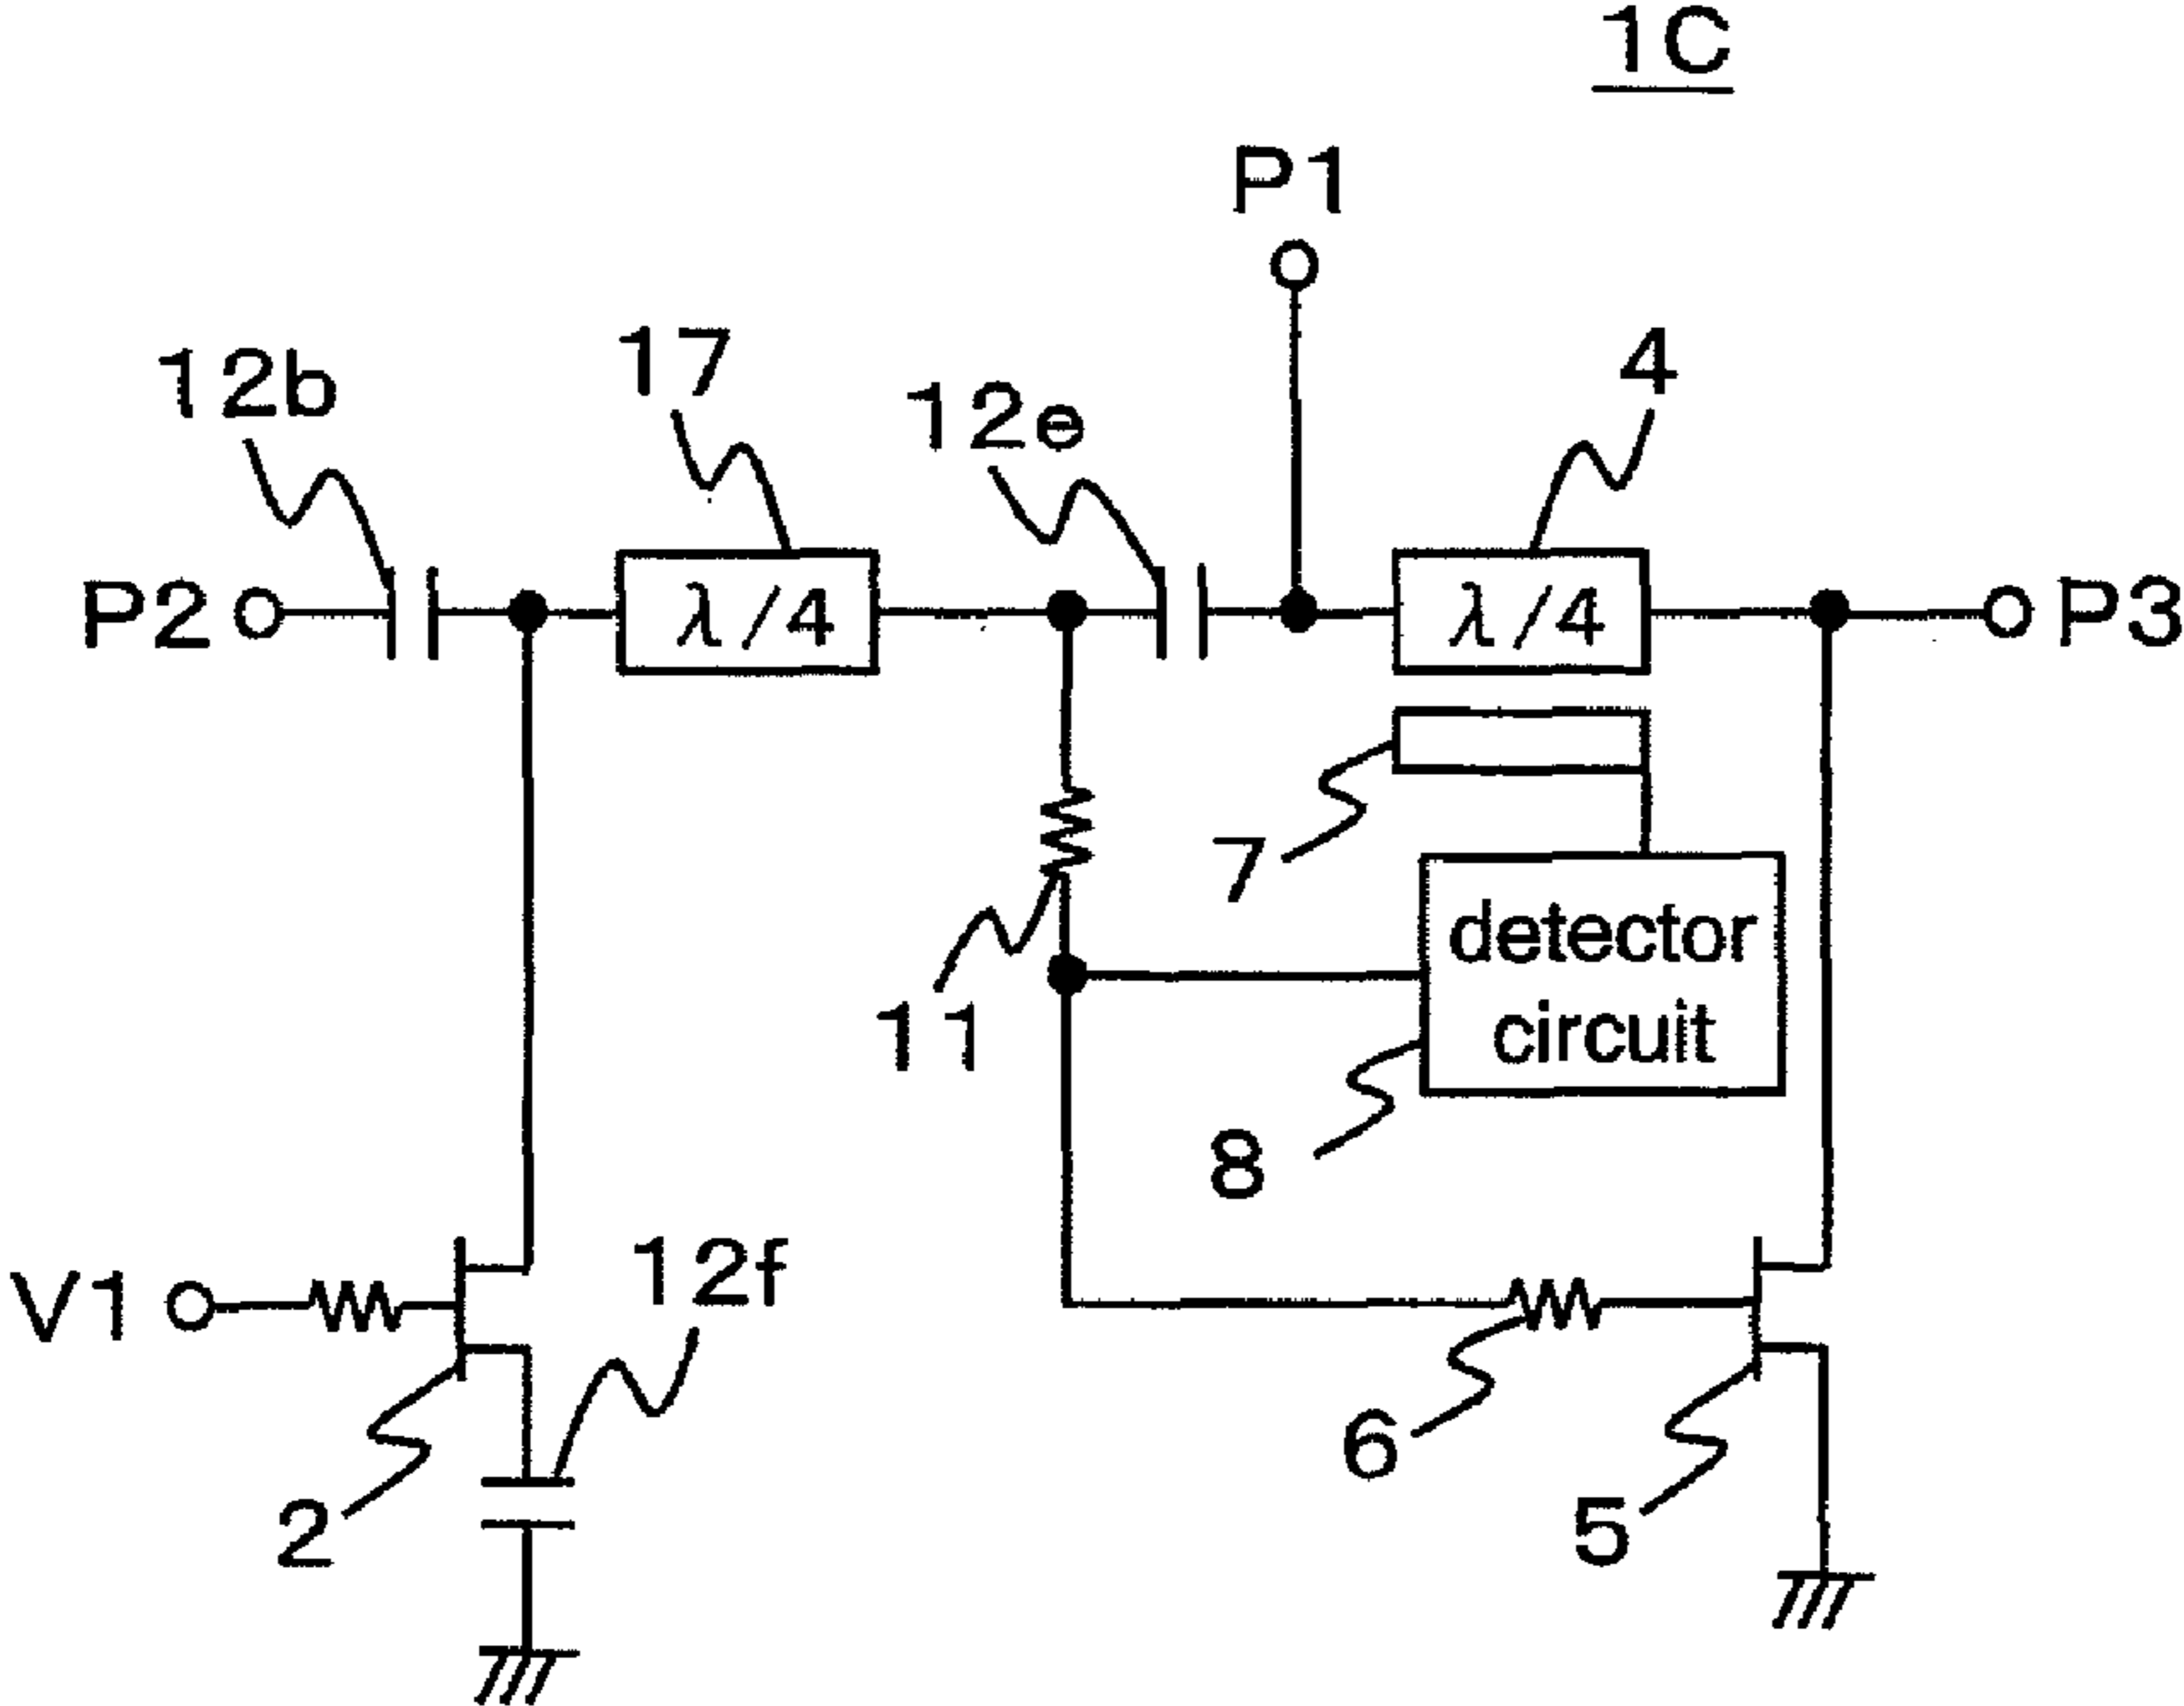 1C
P1
12b
17
12e
4
P2
λ/4
λ/4
P3
7
detector
circuit
11
8
V1
12f
2
6
5